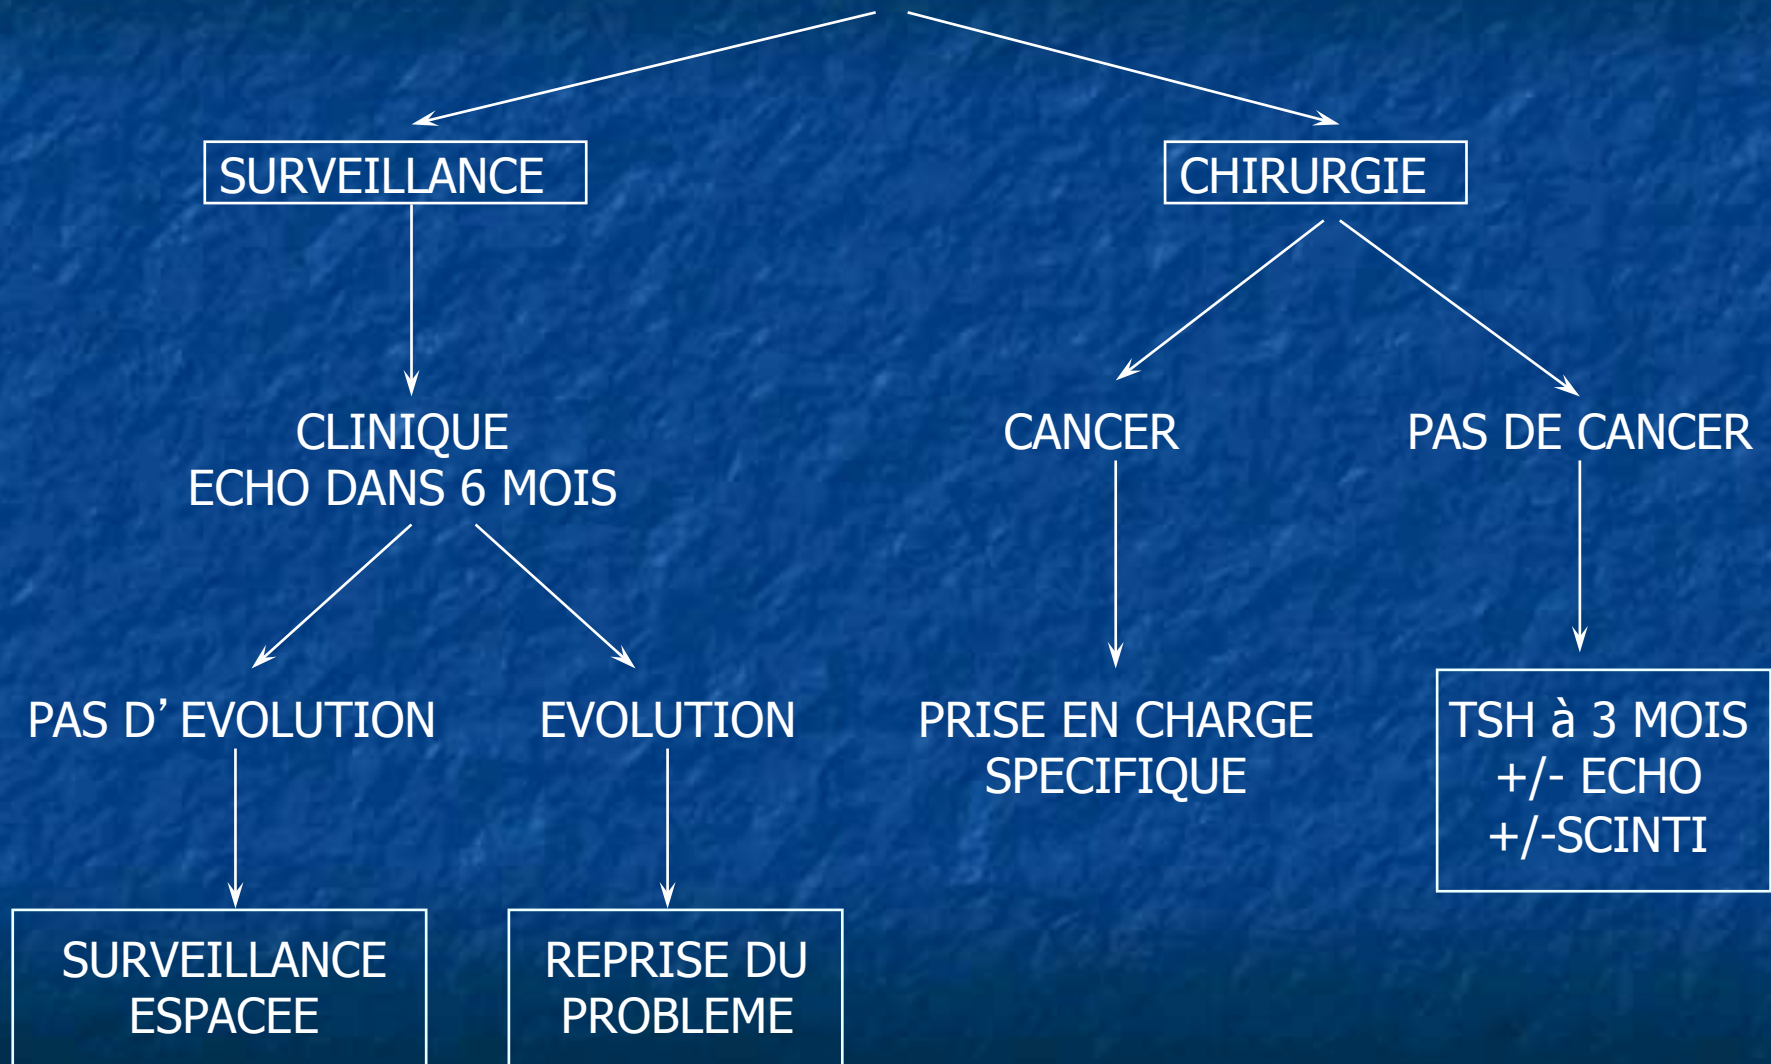 SURVEILLANCE
CHIRURGIE
CLINIQUE
ECHO DANS 6 MOIS
CANCER
PAS DE CANCER
PAS D’EVOLUTION
EVOLUTION
PRISE EN CHARGE
SPECIFIQUE
TSH à 3 MOIS
+/- ECHO
+/-SCINTI
SURVEILLANCE
ESPACEE
REPRISE DU
PROBLEME